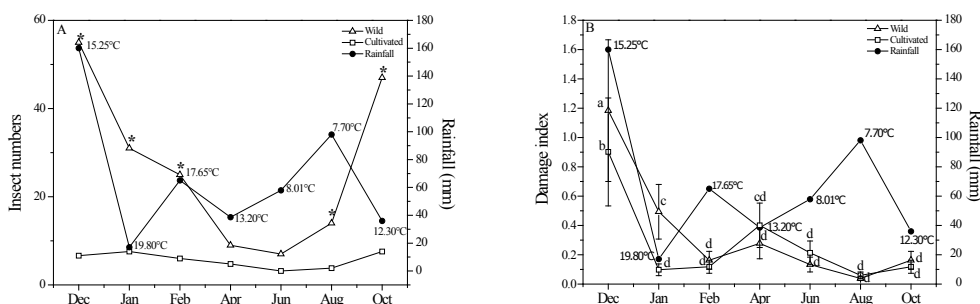 A
Wild
Cultivated
Rainfall
Insect numbers
60
40
20
0
Rainfall (mm)
180
160
140
120
100
80
60
40
20
0
*
15.25°C
*
*
17.65°C
19.80°C
13.20°C
8.01°C
7.70°C
*
*
12.30°C
Dec Jan Feb Apr Jun Aug Oct
B
Wild
Cultivated
Rainfall
Damage index
1.8
1.6
1.4
1.2
1.0
0.8
0.6
0.4
0.2
0.0
Rainfall (mm)
180
160
140
120
100
80
60
40
20
0
15.25°C
a
b
c
d
19.80°C
17.65°C
d
d
cd
13.20°C
d
8.01°C
d
d
7.70°C
d
d
12.30°C
d
d
Dec Jan Feb Apr Jun Aug Oct